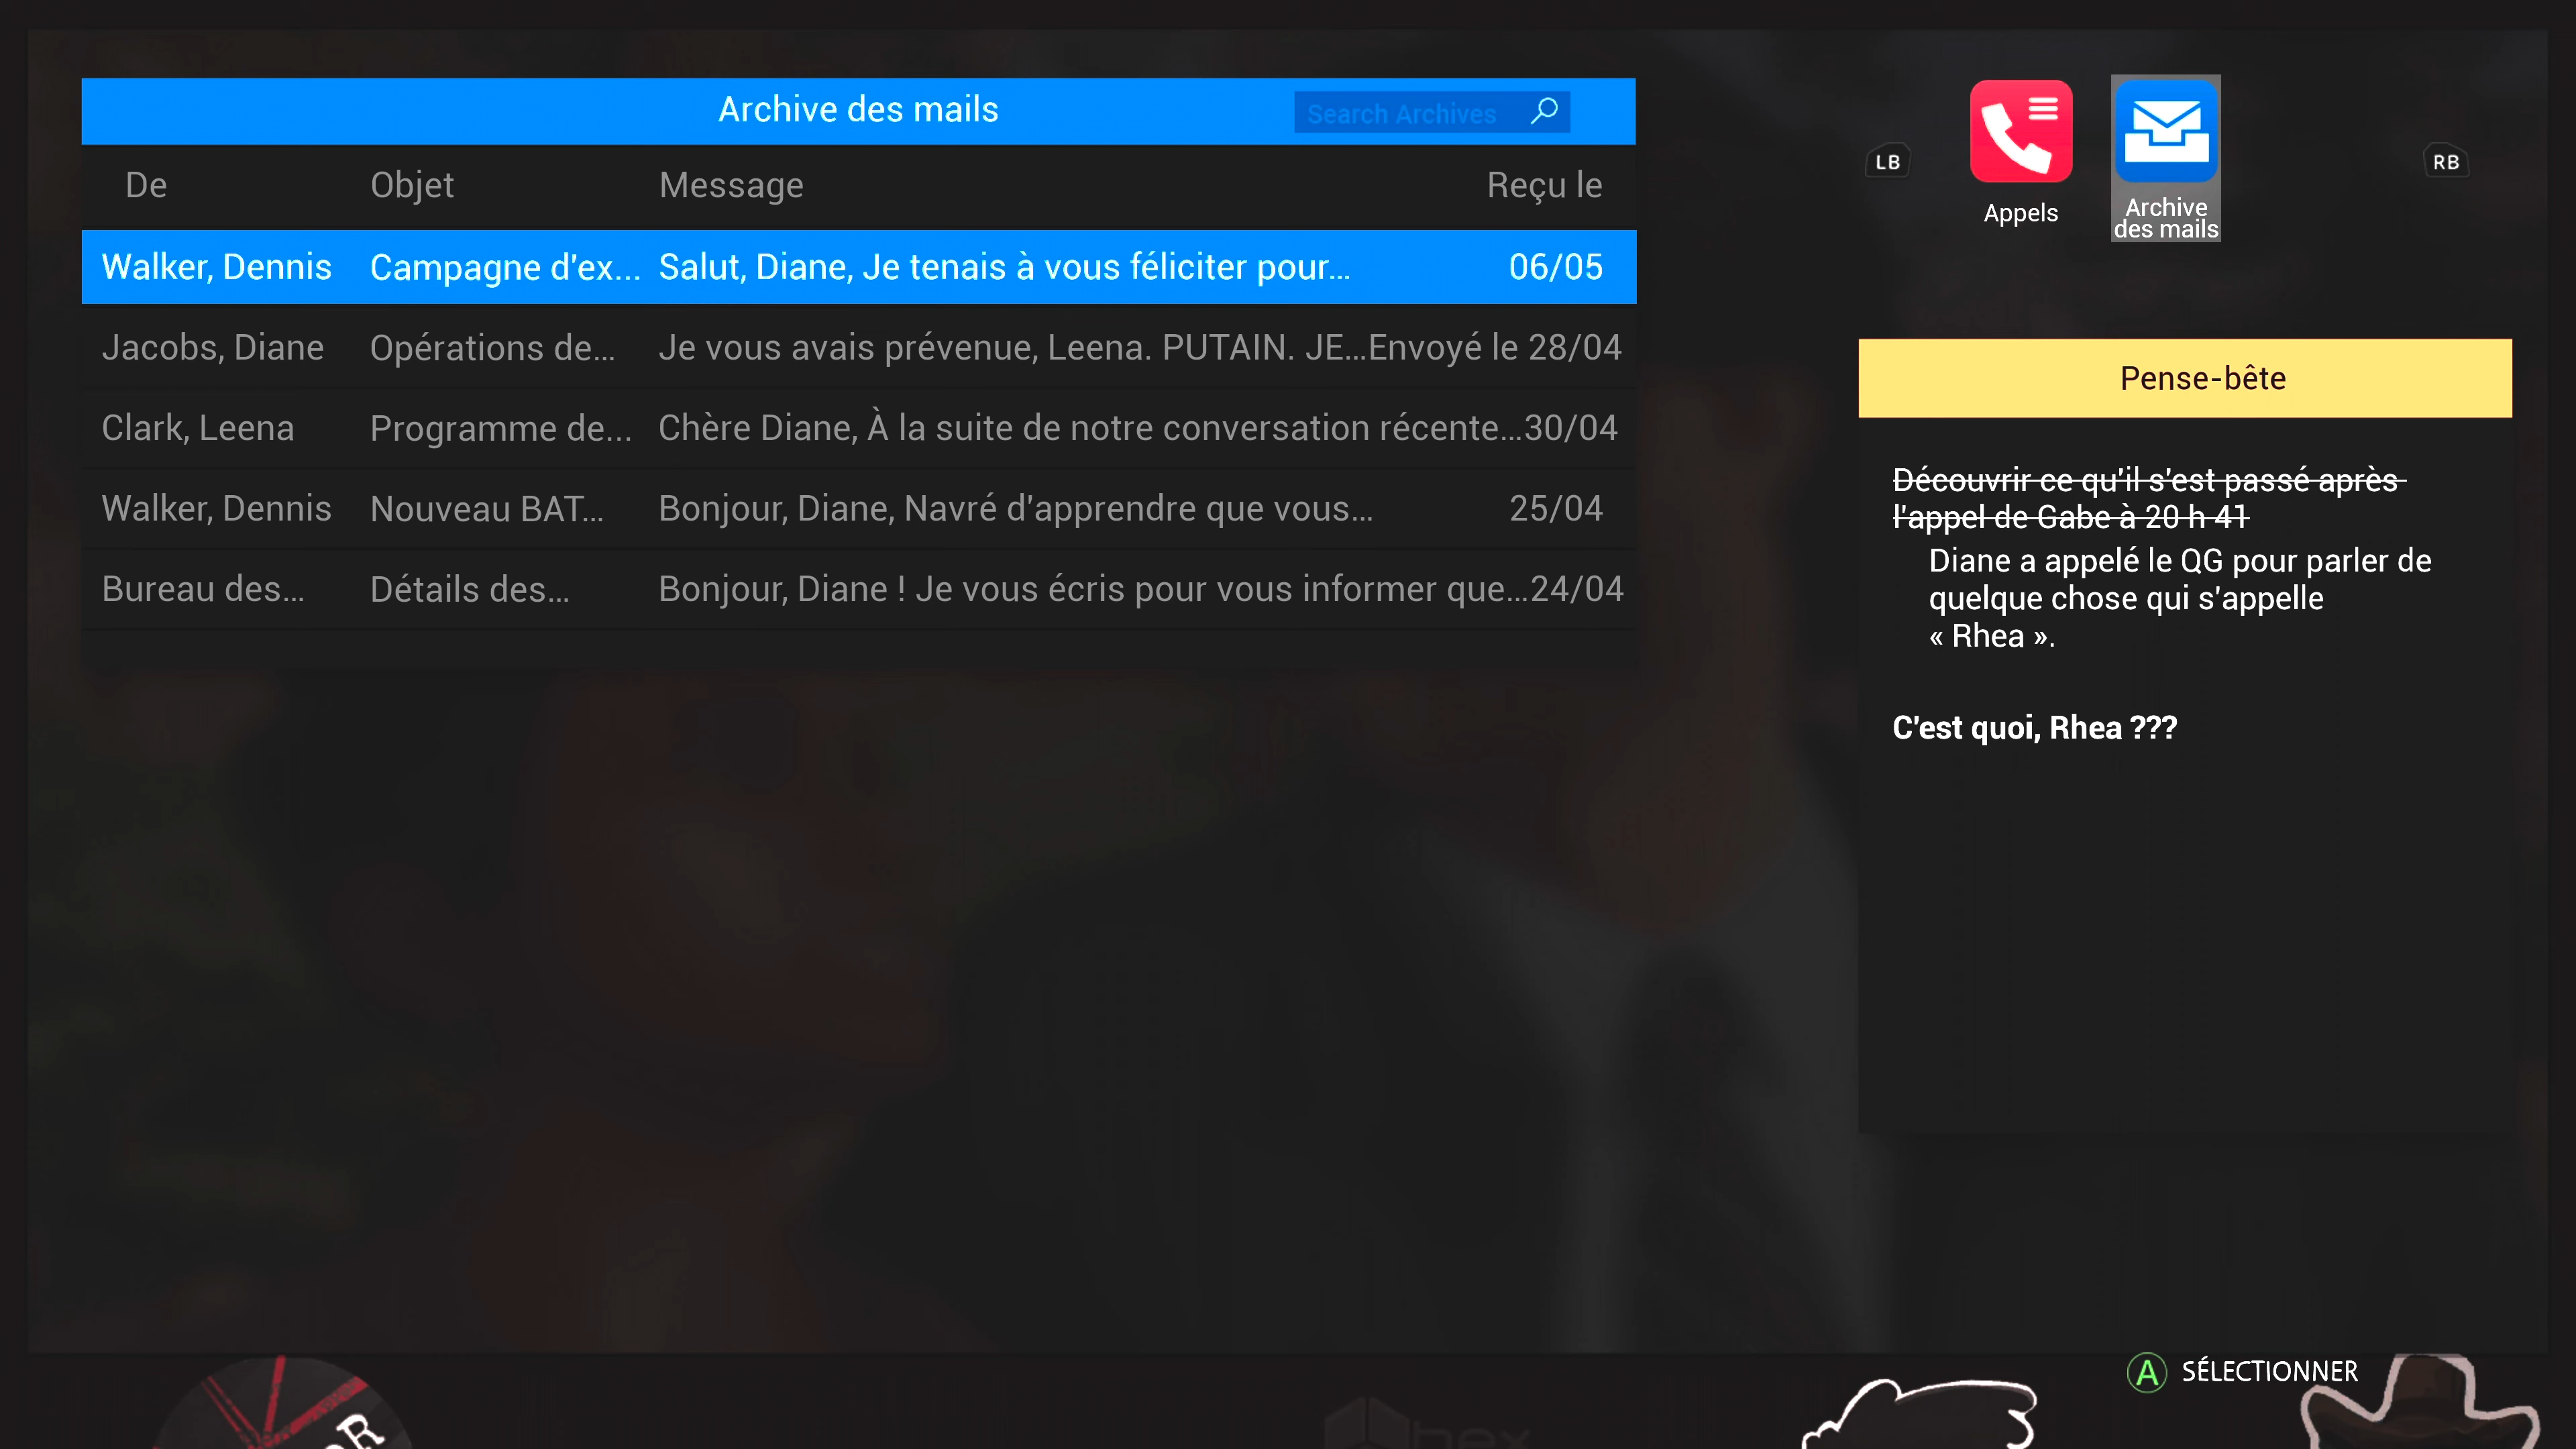 Archive des mails
Search Archives
De Objet Message Reçu le
Walker, Dennis Campagne d'ex... Salut, Diane, Je tenais à vous féliciter pour... 06/05
Jacobs, Diane Opérations de... Je vous avais prévenue, Leena. PUTAIN. JE...Envoyé le 28/04
Clark, Leena Programme de... Chère Diane, À la suite de notre conversation récente...30/04
Walker, Dennis Nouveau BAT... Bonjour, Diane, Navré d'apprendre que vous... 25/04
Bureau des... Détails des... Bonjour, Diane ! Je vous écris pour vous informer que...24/04
LB
Appels
Archive
des mails
RB
Pense-bête
Découvrir ce qu'il s'est passé après
l'appel de Gabe à 20 h 41
Diane a appelé le QG pour parler de
quelque chose qui s'appelle
« Rhea ».
C'est quoi, Rhea ???
A SÉLECTIONNER
hex